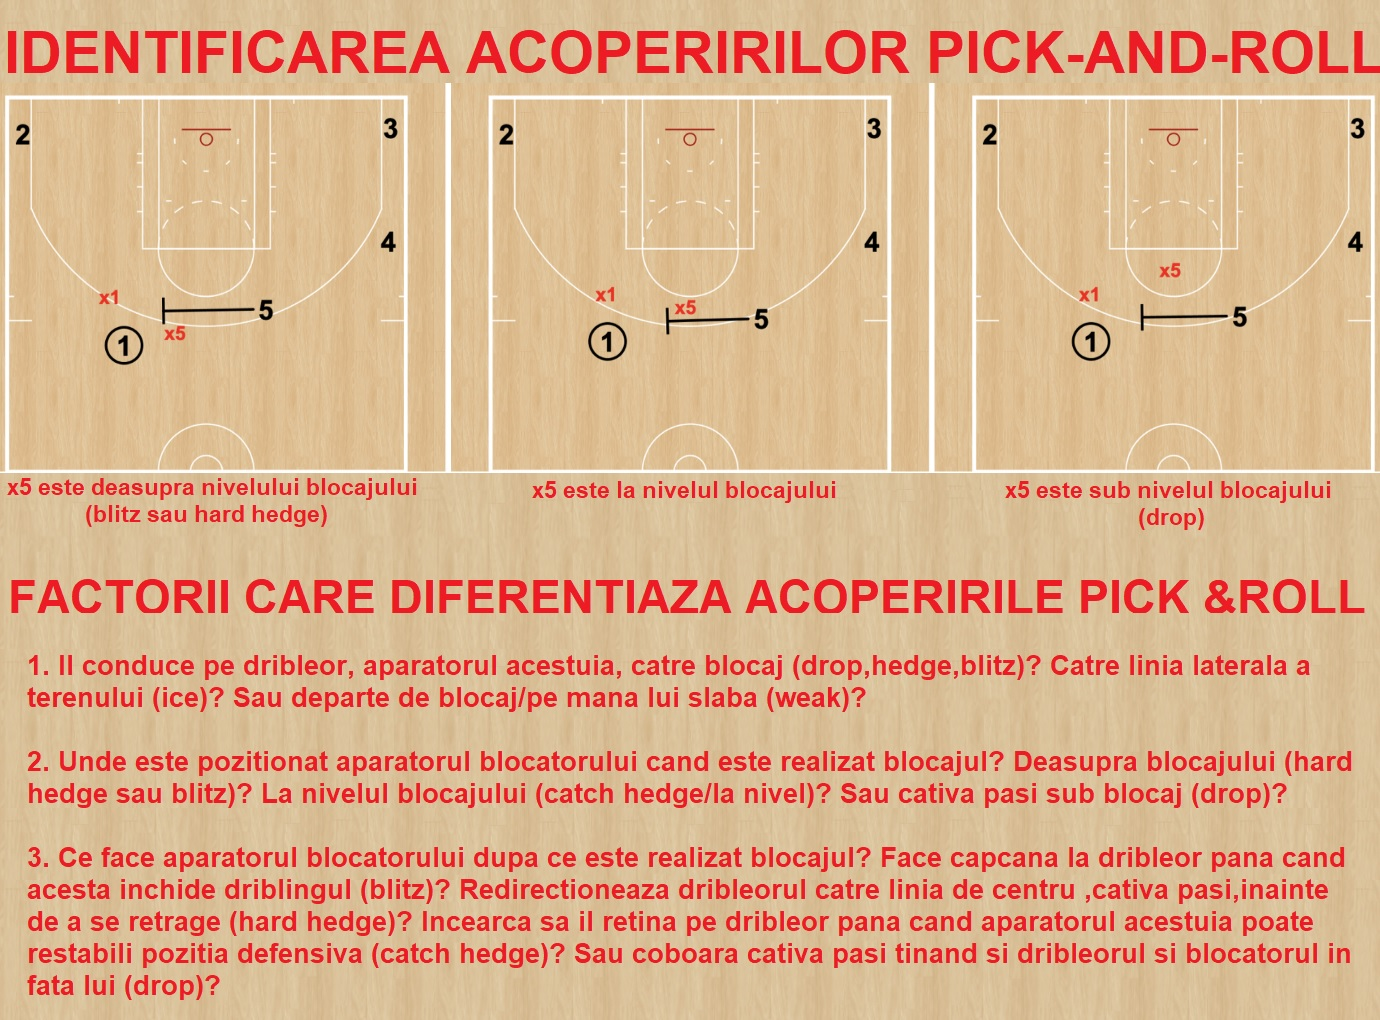 IDENTIFICAREA ACOPERIRILOR PICK-AND-ROLL
2 3 4 x1 5 x5 1
2 3 4 x1 x5 5 1
2 3 4 x5 x1 5 1
x5 este deasupra nivelului blocajului
(blitz sau hard hedge)
x5 este la nivelul blocajului
x5 este sub nivelul blocajului
(drop)
FACTORII CARE DIFERENTIAZA ACOPERIRILE PICK &ROLL
1. Il conduce pe dribleor, aparatorul acestuia, catre blocaj (drop,hedge,blitz)? Catre linia laterala a
terenului (ice)? Sau departe de blocaj/pe mana lui slaba (weak)?
2. Unde este pozitionat aparatorul blocatorului cand este realizat blocajul? Deasupra blocajului (hard
hedge sau blitz)? La nivelul blocajului (catch hedge/la nivel)? Sau cativa pasi sub blocaj (drop)?
3. Ce face aparatorul blocatorului dupa ce este realizat blocajul? Face capcana la dribleor pana cand
acesta inchide driblingul (blitz)? Redirectioneaza dribleorul catre linia de centru ,cativa pasi,inainte
de a se retrage (hard hedge)? Incearca sa il retina pe dribleor pana cand aparatorul acestuia poate
restabili pozitia defensiva (catch hedge)? Sau coboara cativa pasi tinand si dribleorul si blocatorul in
fata lui (drop)?